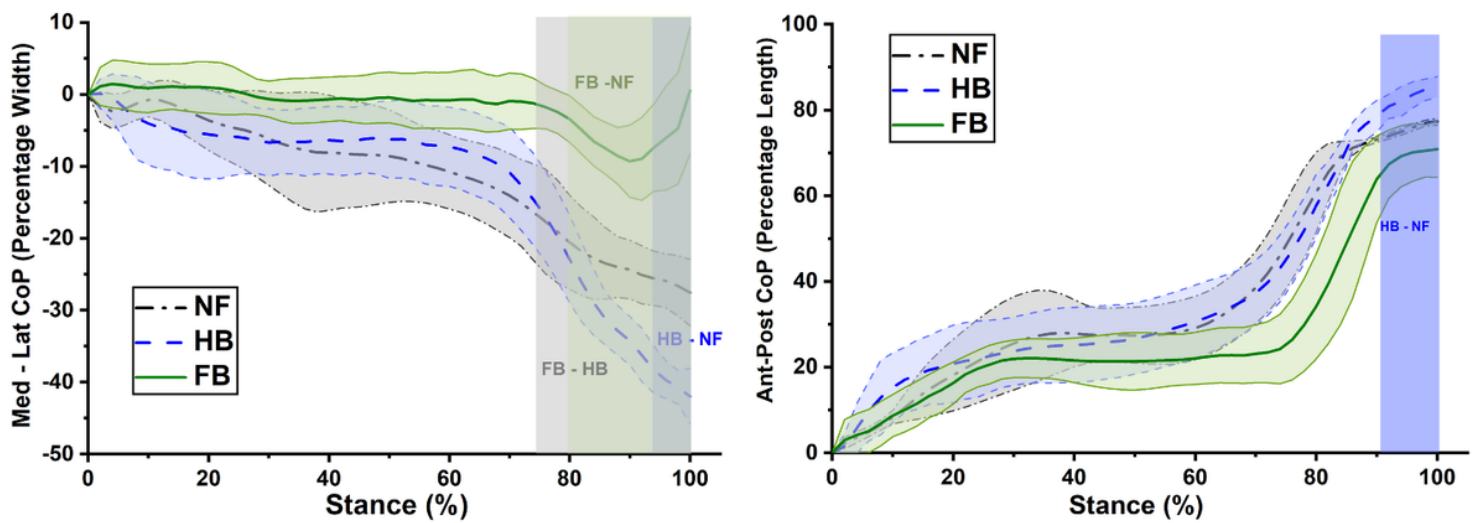 Med - Lat CoP (Percentage Width)
10
0
-10
-20
-30
-40
-50
FB -NF
NF
HB
FB
HB - NF
FB - HB
0
20
40
60
80
100
Stance (%)
Ant-Post CoP (Percentage Length)
100
80
60
40
20
0
NF
HB
FB
HB - NF
0
20
40
60
80
100
Stance (%)